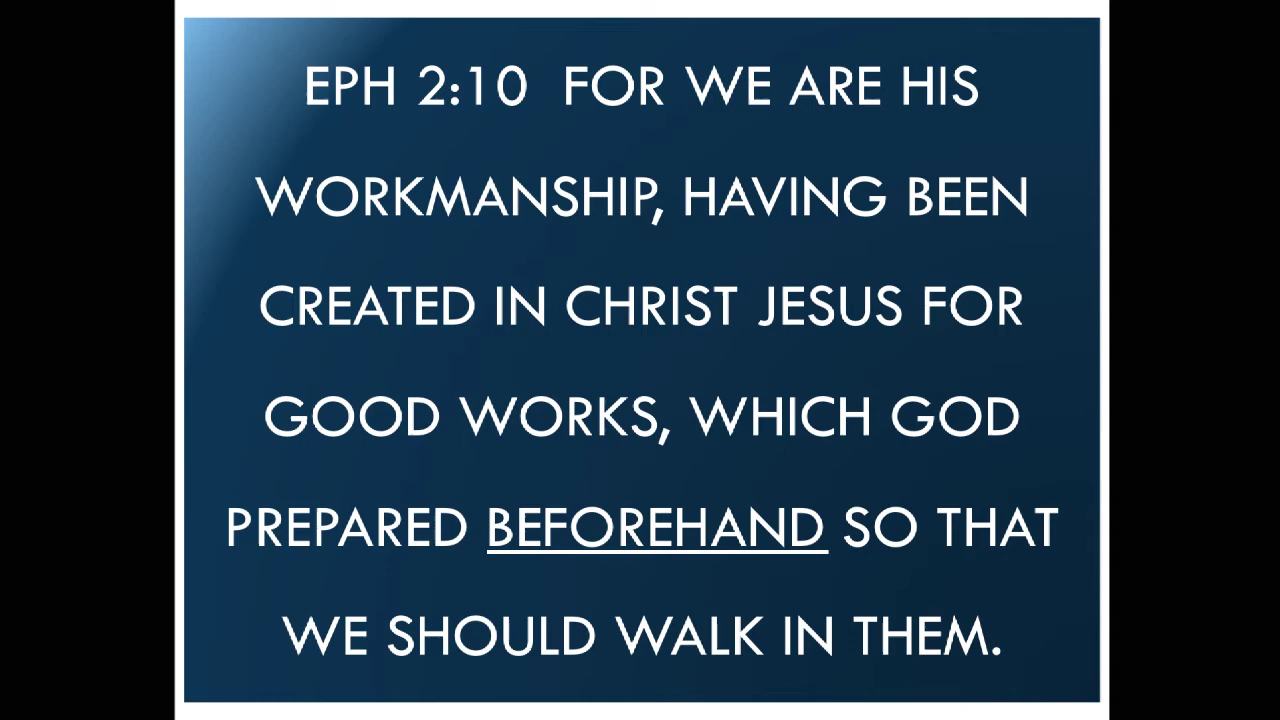 EPH 2:10  FOR WE ARE HIS
WORKMANSHIP, HAVING BEEN
CREATED IN CHRIST JESUS FOR
GOOD WORKS, WHICH GOD
PREPARED BEFOREHAND SO THAT
WE SHOULD WALK IN THEM.